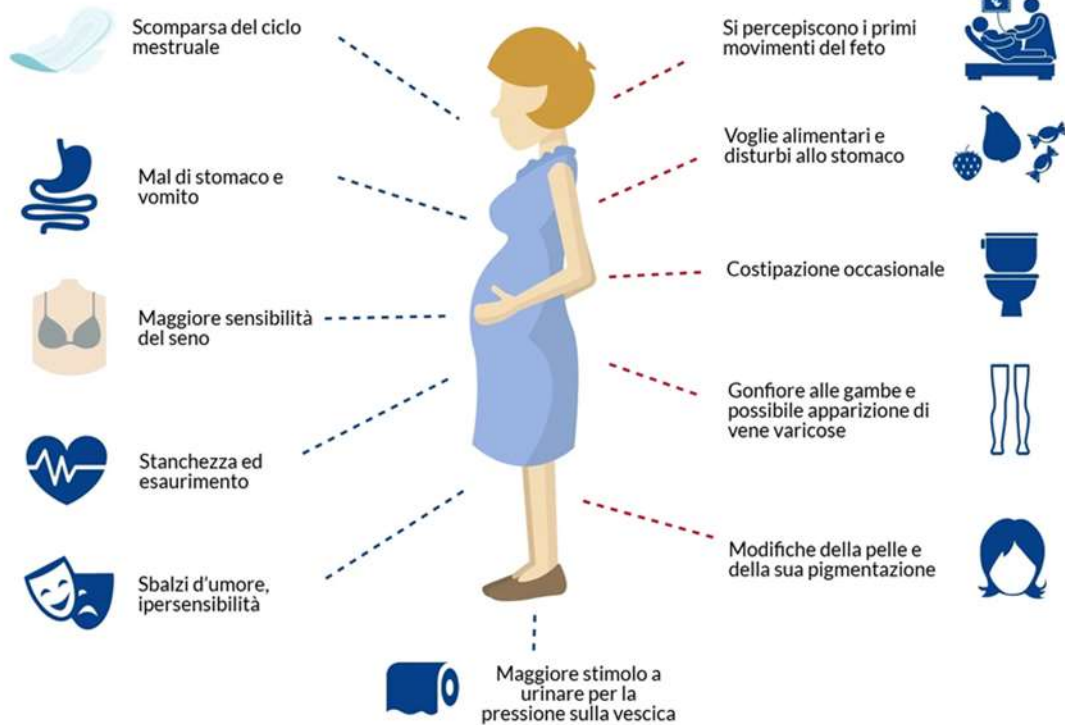 Scomparsa del ciclo
mestruale
Mal di stomaco e
vomito
Maggiore sensibilità
del seno
Stanchezza ed
esaurimento
Sbalzi d'umore,
ipersensibilità
Maggiore stimolo a
urinare per la
pressione sulla vescica
Si percepiscono i primi
movimenti del feto
Voglie alimentari e
disturbi allo stomaco
Costipazione occasionale
Gonfiore alle gambe e
possibile apparizione di
vene varicose
Modifiche della pelle e
della sua pigmentazione